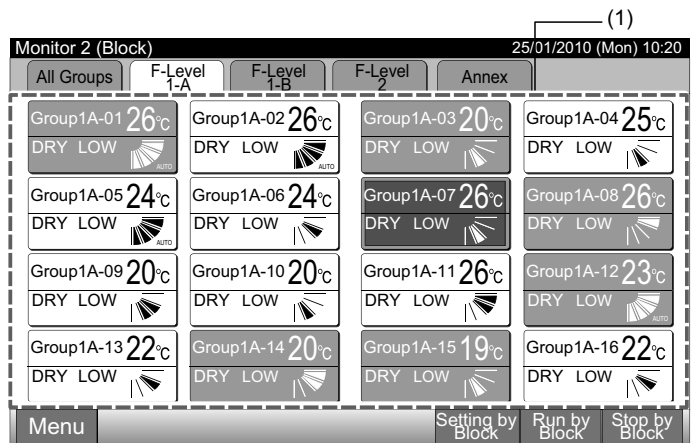 (1)
Monitor 2 (Block) 25/01/2010 (Mon) 10:20
All Groups F-Level 1-A F-Level 1-B F-Level 2 Annex
Group1A-01 26°C Group1A-02 26°C Group1A-03 20°C Group1A-04 25°C
DRY LOW AUTO DRY LOW AUTO DRY LOW DRY LOW
Group1A-05 24°C Group1A-06 24°C Group1A-07 26°C Group1A-08 26°C
DRY LOW AUTO DRY LOW DRY LOW DRY LOW
Group1A-09 20°C Group1A-10 20°C Group1A-11 26°C Group1A-12 23°C
DRY LOW DRY LOW DRY LOW DRY LOW AUTO
Group1A-13 22°C Group1A-14 20°C Group1A-15 19°C Group1A-16 22°C
DRY LOW DRY LOW DRY LOW DRY LOW
Menu Setting by Block Run by Block Stop by Block